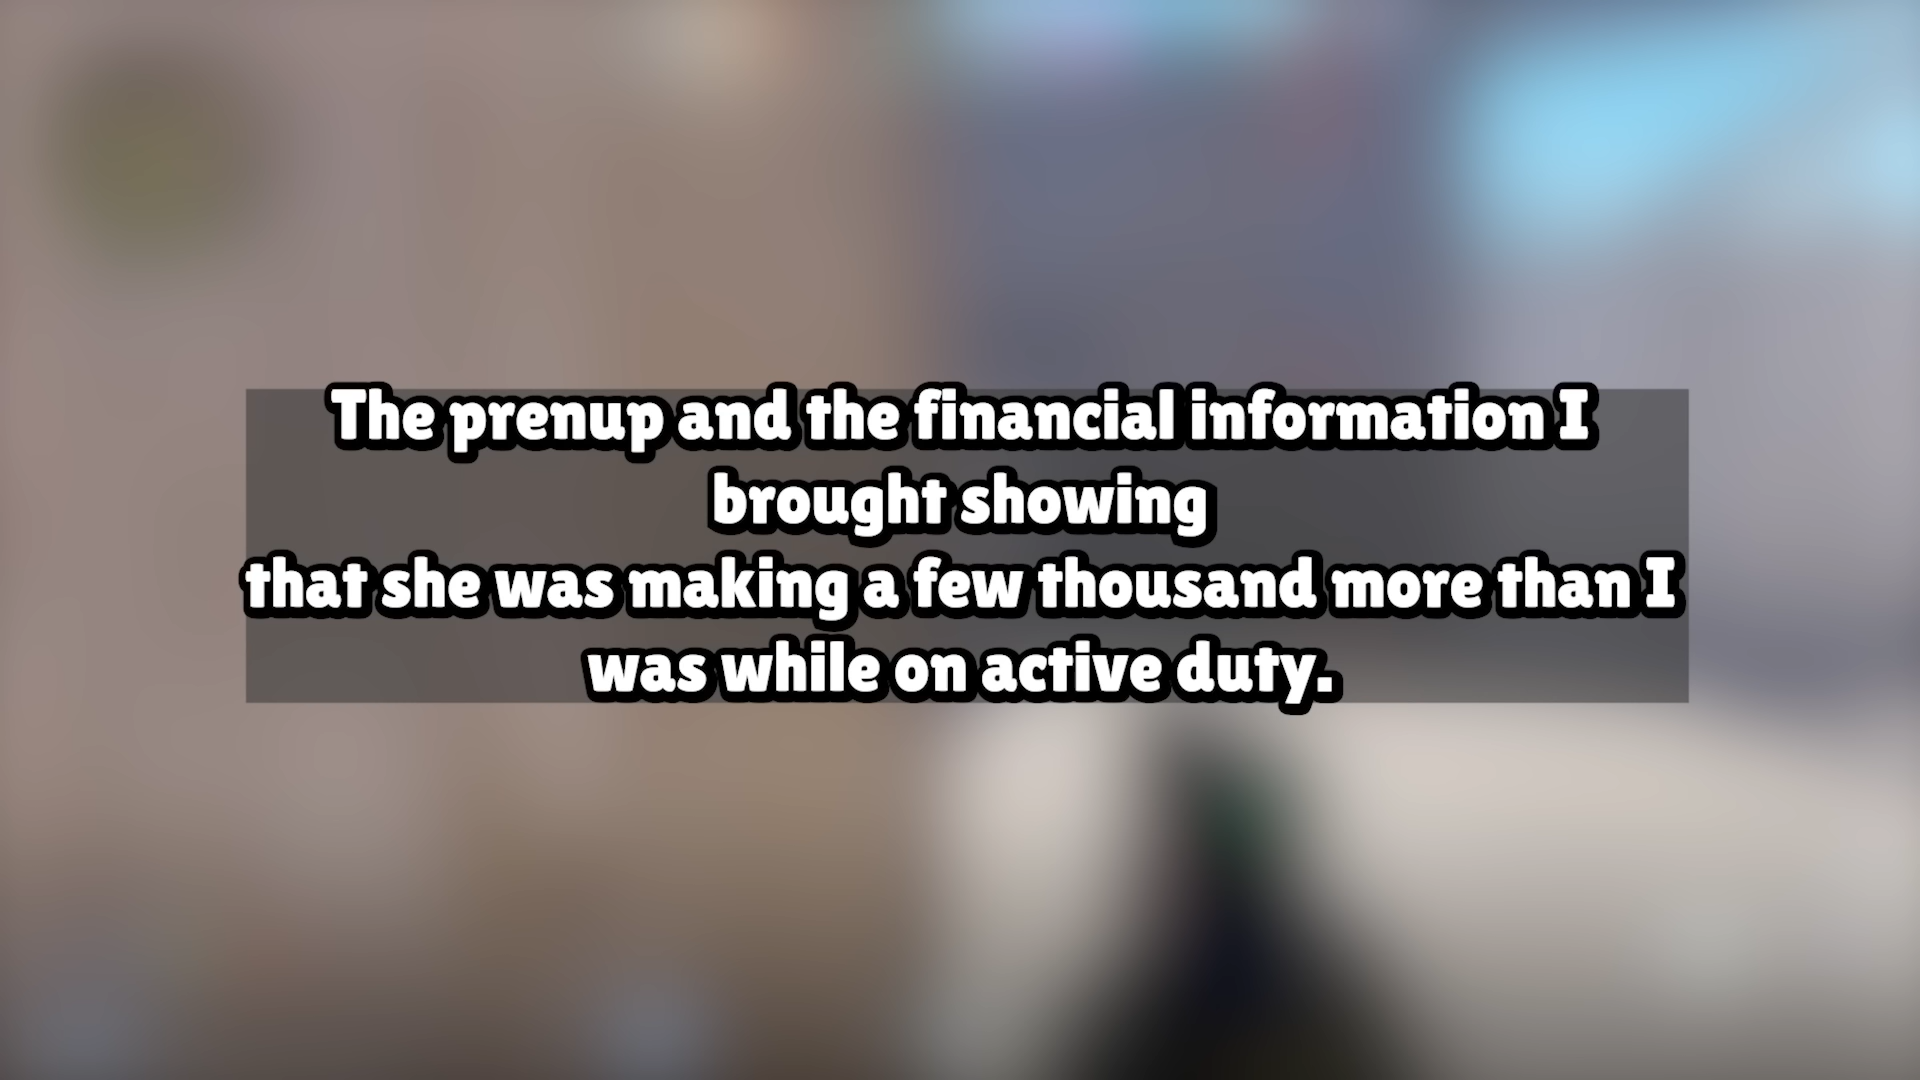 The prenup and the financial information I
brought showing
that she was making a few thousand more than I
was while on active duty.